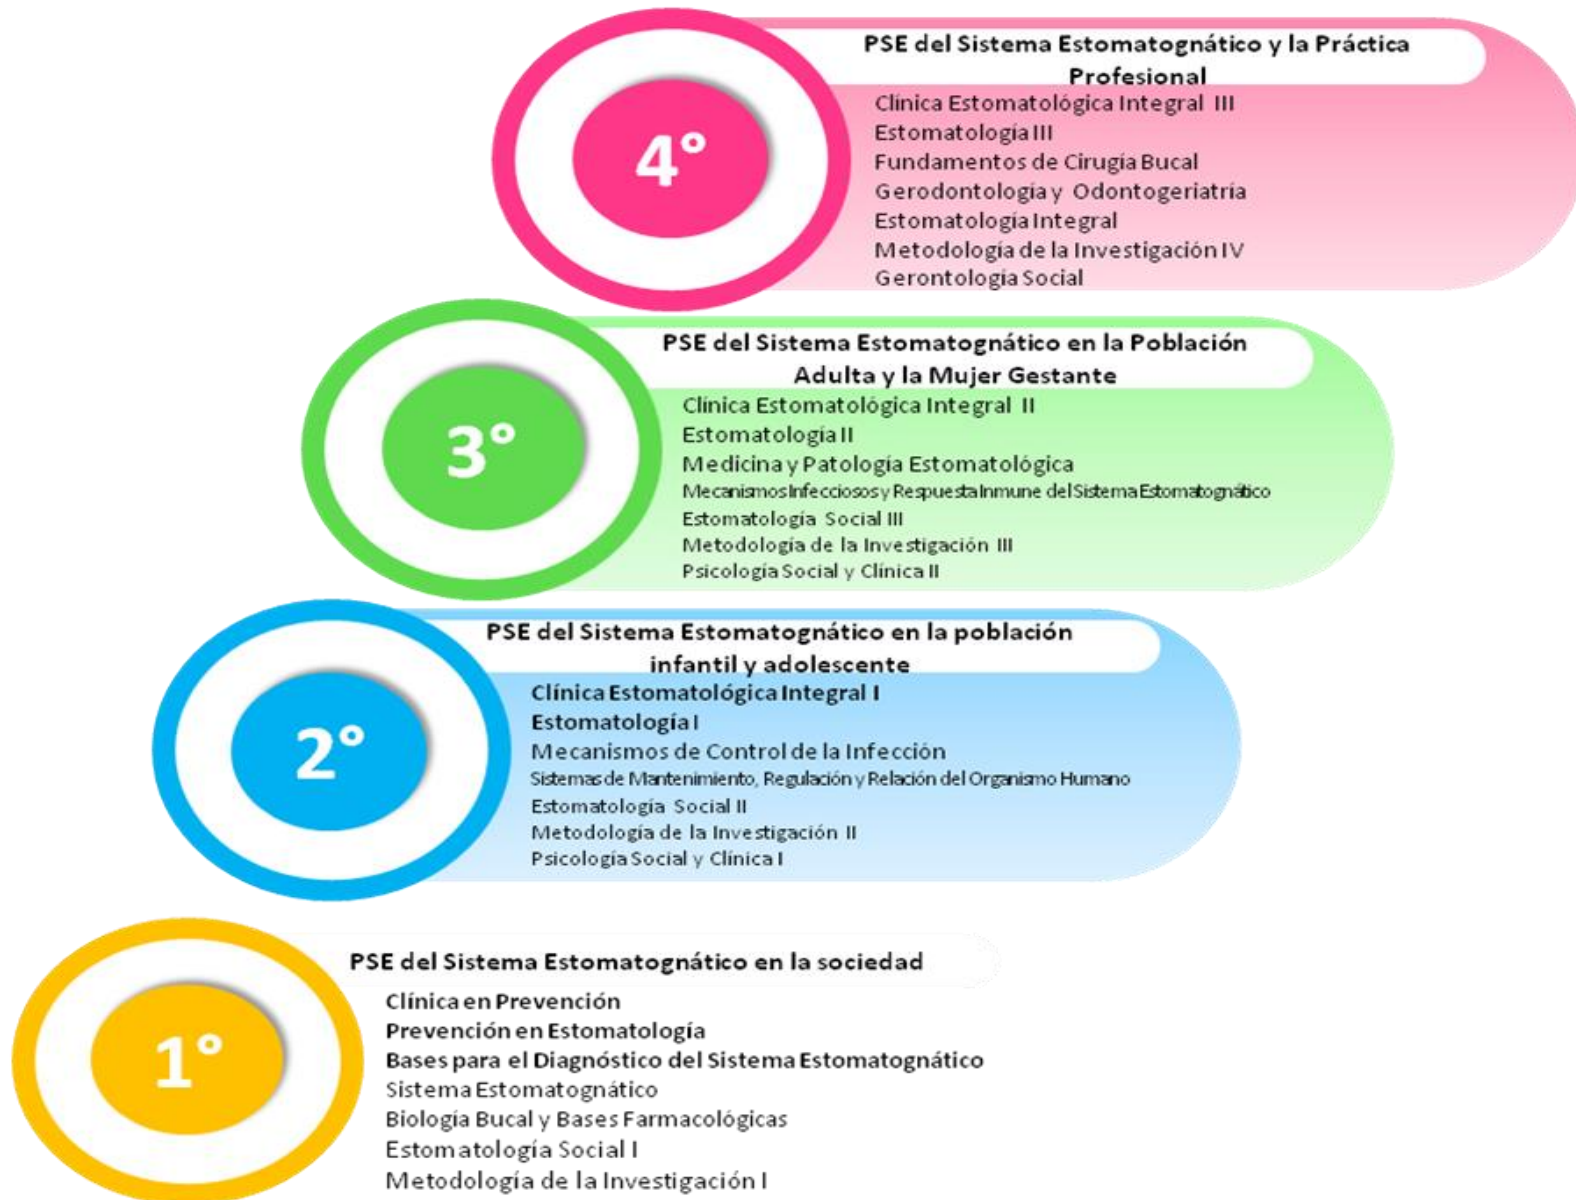 4°
PSE del Sistema Estomatognático y la Práctica
Profesional
Clínica Estomatológica Integral III
Estomatología III
Fundamentos de Cirugía Bucal
Gerodontología y Odontogeriatría
Estomatología Integral
Metodología de la Investigación IV
Gerontología Social
3°
PSE del Sistema Estomatognático en la Población
Adulta y la Mujer Gestante
Clínica Estomatológica Integral II
Estomatología II
Medicina y Patología Estomatológica
Mecanismos Infecciosos y Respuesta Inmune del Sistema Estomatognático
Estomatología Social III
Metodología de la Investigación III
Psicología Social y Clínica II
2°
PSE del Sistema Estomatognático en la población
infantil y adolescente
Clínica Estomatológica Integral I
Estomatología I
Mecanismos de Control de la Infección
Sistemas de Mantenimiento, Regulación y Relación del Organismo Humano
Estomatología Social II
Metodología de la Investigación II
Psicología Social y Clínica I
1°
PSE del Sistema Estomatognático en la sociedad
Clínica en Prevención
Prevención en Estomatología
Bases para el Diagnóstico del Sistema Estomatognático
Sistema Estomatognático
Biología Bucal y Bases Farmacológicas
Estomatología Social I
Metodología de la Investigación I